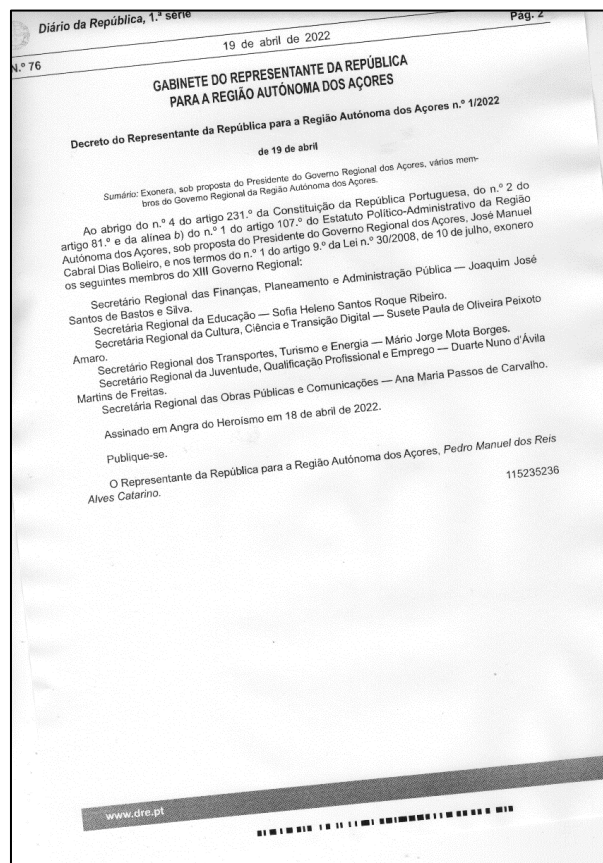 Diário da República, 1.ª série
N.º 76
19 de abril de 2022
Pág. 2
GABINETE DO REPRESENTANTE DA REPÚBLICA
PARA A REGIÃO AUTÓNOMA DOS AÇORES
Decreto do Representante da República para a Região Autónoma dos Açores n.º 1/2022
de 19 de abril
Sumário: Exonera, sob proposta do Presidente do Governo Regional dos Açores, vários mem-
bros do Governo Regional da Região Autónoma dos Açores.
Ao abrigo do n.º 4 do artigo 231.º da Constituição da República Portuguesa, do n.º 2 do
artigo 81.º e da alínea b) do n.º 1 do artigo 107.º do Estatuto Político-Administrativo da Região
Autónoma dos Açores, sob proposta do Presidente do Governo Regional dos Açores, José Manuel
Cabral Dias Bolieiro, e nos termos do n.º 1 do artigo 9.º da Lei n.º 30/2008, de 10 de julho, exonero
os seguintes membros do XIII Governo Regional:
Secretário Regional das Finanças, Planeamento e Administração Pública — Joaquim José
Santos de Bastos e Silva.
Secretária Regional da Educação — Sofia Heleno Santos Roque Ribeiro.
Secretária Regional da Cultura, Ciência e Transição Digital — Susete Paula de Oliveira Peixoto
Amaro.
Secretário Regional dos Transportes, Turismo e Energia — Mário Jorge Mota Borges.
Secretário Regional da Juventude, Qualificação Profissional e Emprego — Duarte Nuno d'Ávila
Martins de Freitas.
Secretária Regional das Obras Públicas e Comunicações — Ana Maria Passos de Carvalho.
Assinado em Angra do Heroísmo em 18 de abril de 2022.
Publique-se.
O Representante da República para a Região Autónoma dos Açores, Pedro Manuel dos Reis
Alves Catarino.
115235236
www.dre.pt